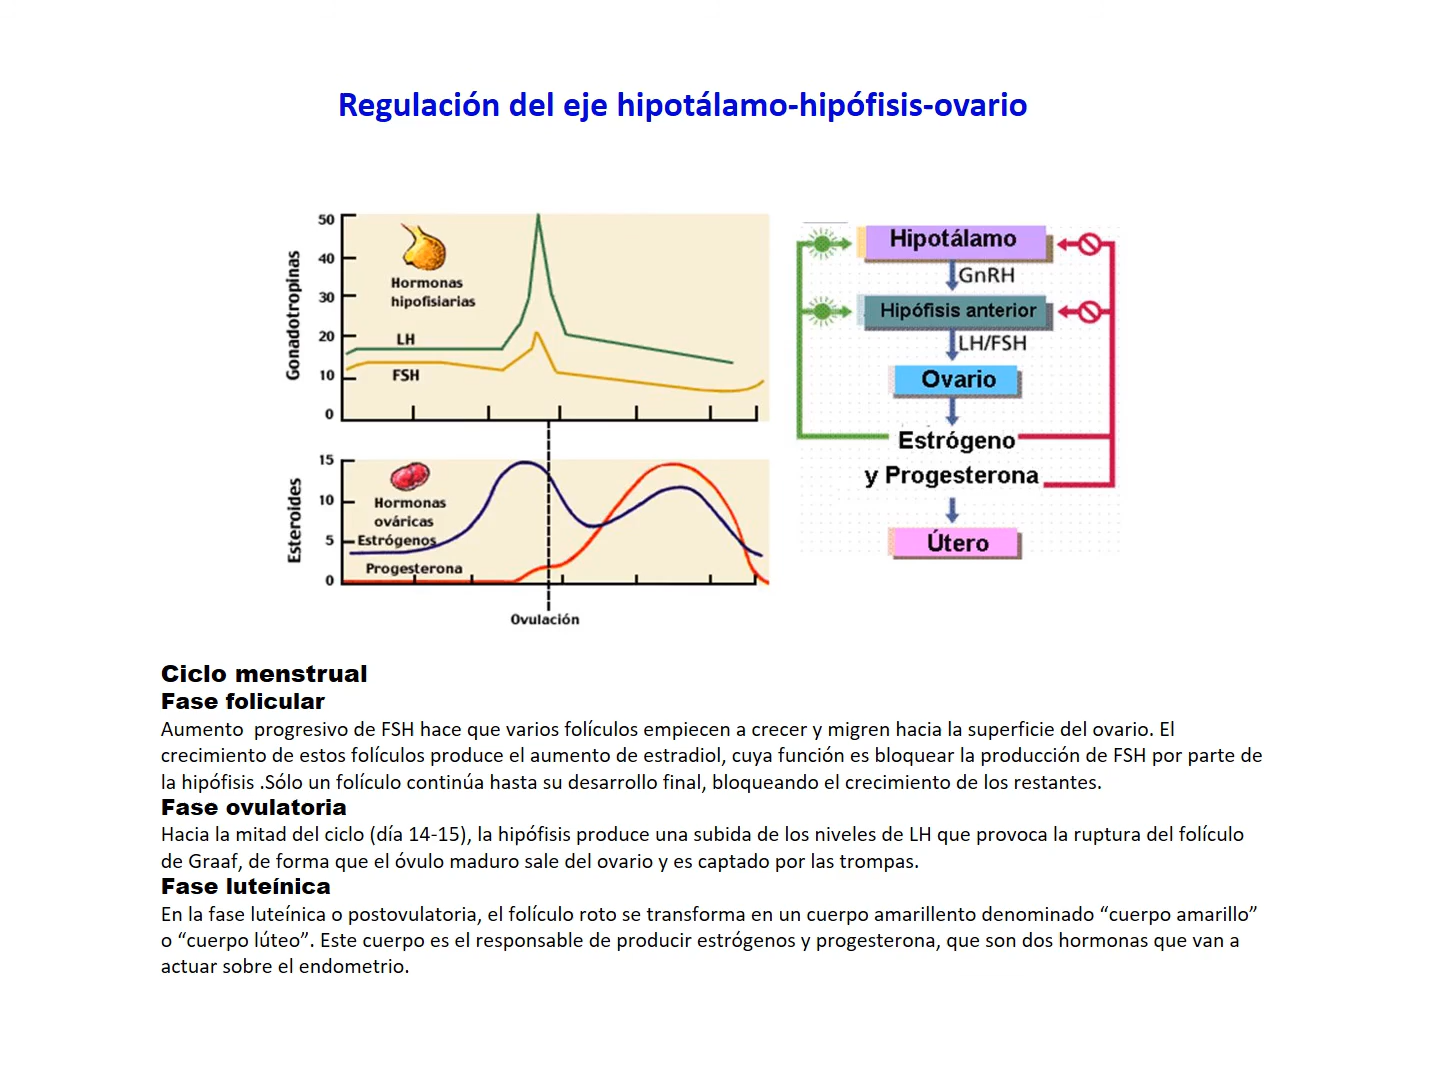 Regulación del eje hipotálamo-hipófisis-ovario
Gonadotropinas
50
40
30
20
10
0
Hormonas
hipofisiarias
LH
FSH
Esteroides
15
10
5
0
Hormonas
ováricas
Estrógenos
Progesterona
Ovulación
Hipotálamo
GnRH
Hipófisis anterior
LH/FSH
Ovario
Estrógeno
y Progesterona
Útero
Ciclo menstrual
Fase folicular
Aumento  progresivo de FSH hace que varios folículos empiecen a crecer y migren hacia la superficie del ovario. El
crecimiento de estos folículos produce el aumento de estradiol, cuya función es bloquear la producción de FSH por parte de
la hipófisis .Sólo un folículo continúa hasta su desarrollo final, bloqueando el crecimiento de los restantes.
Fase ovulatoria
Hacia la mitad del ciclo (día 14-15), la hipófisis produce una subida de los niveles de LH que provoca la ruptura del folículo
de Graaf, de forma que el óvulo maduro sale del ovario y es captado por las trompas.
Fase luteínica
En la fase luteínica o postovulatoria, el folículo roto se transforma en un cuerpo amarillento denominado “cuerpo amarillo”
o “cuerpo lúteo”. Este cuerpo es el responsable de producir estrógenos y progesterona, que son dos hormonas que van a
actuar sobre el endometrio.